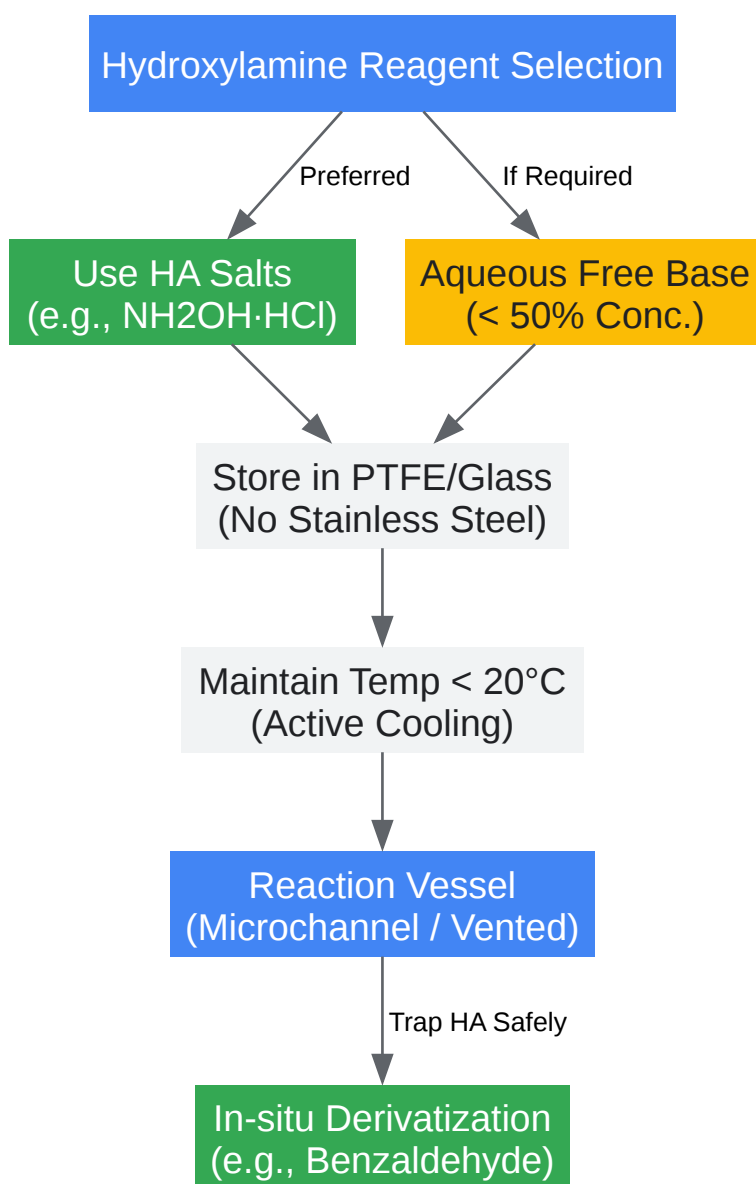 Hydroxylamine Reagent Selection
Preferred
If Required
Use HA Salts
(e.g., NH2OH·HCl)
Aqueous Free Base
(< 50% Conc.)
Store in PTFE/Glass
(No Stainless Steel)
Maintain Temp < 20°C
(Active Cooling)
Reaction Vessel
(Microchannel / Vented)
Trap HA Safely
In-situ Derivatization
(e.g., Benzaldehyde)